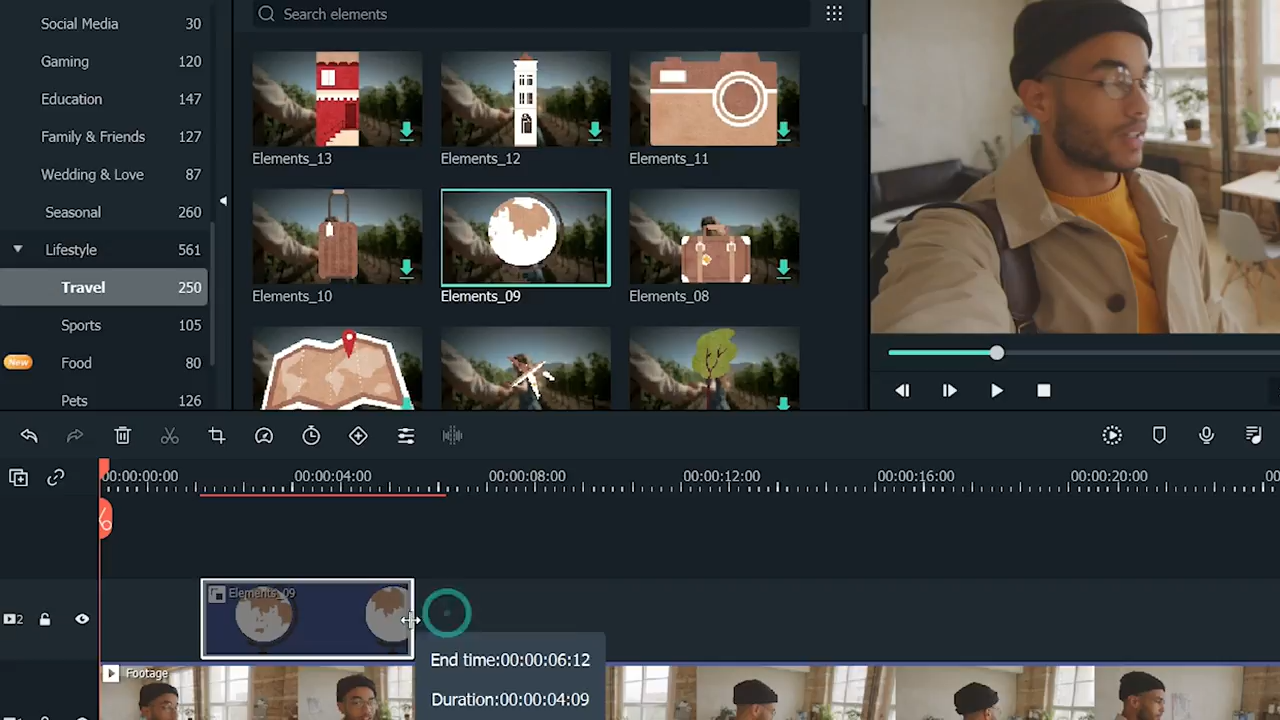 Social Media 30
Gaming 120
Education 147
Family & Friends 127
Wedding & Love 87
Seasonal 260
Lifestyle 561
Travel 250
Sports 105
New Food 80
Pets 126
Search elements
Elements_13 Elements_12 Elements_11
Elements_10 Elements_09 Elements_08
00:00:00:00 00:00:04:00 00:00:08:00 00:00:12:00 00:00:16:00 00:00:20:00 00
Elements_09
2
End time:00:00:06:12
Duration:00:00:04:09
Footage